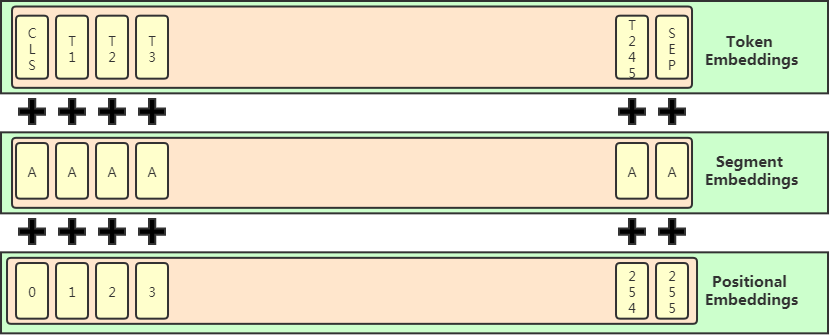 CLS T1 T2 T3 T245 SEP Token Embeddings
A A A A A A Segment Embeddings
0 1 2 3 254 255 Positional Embeddings